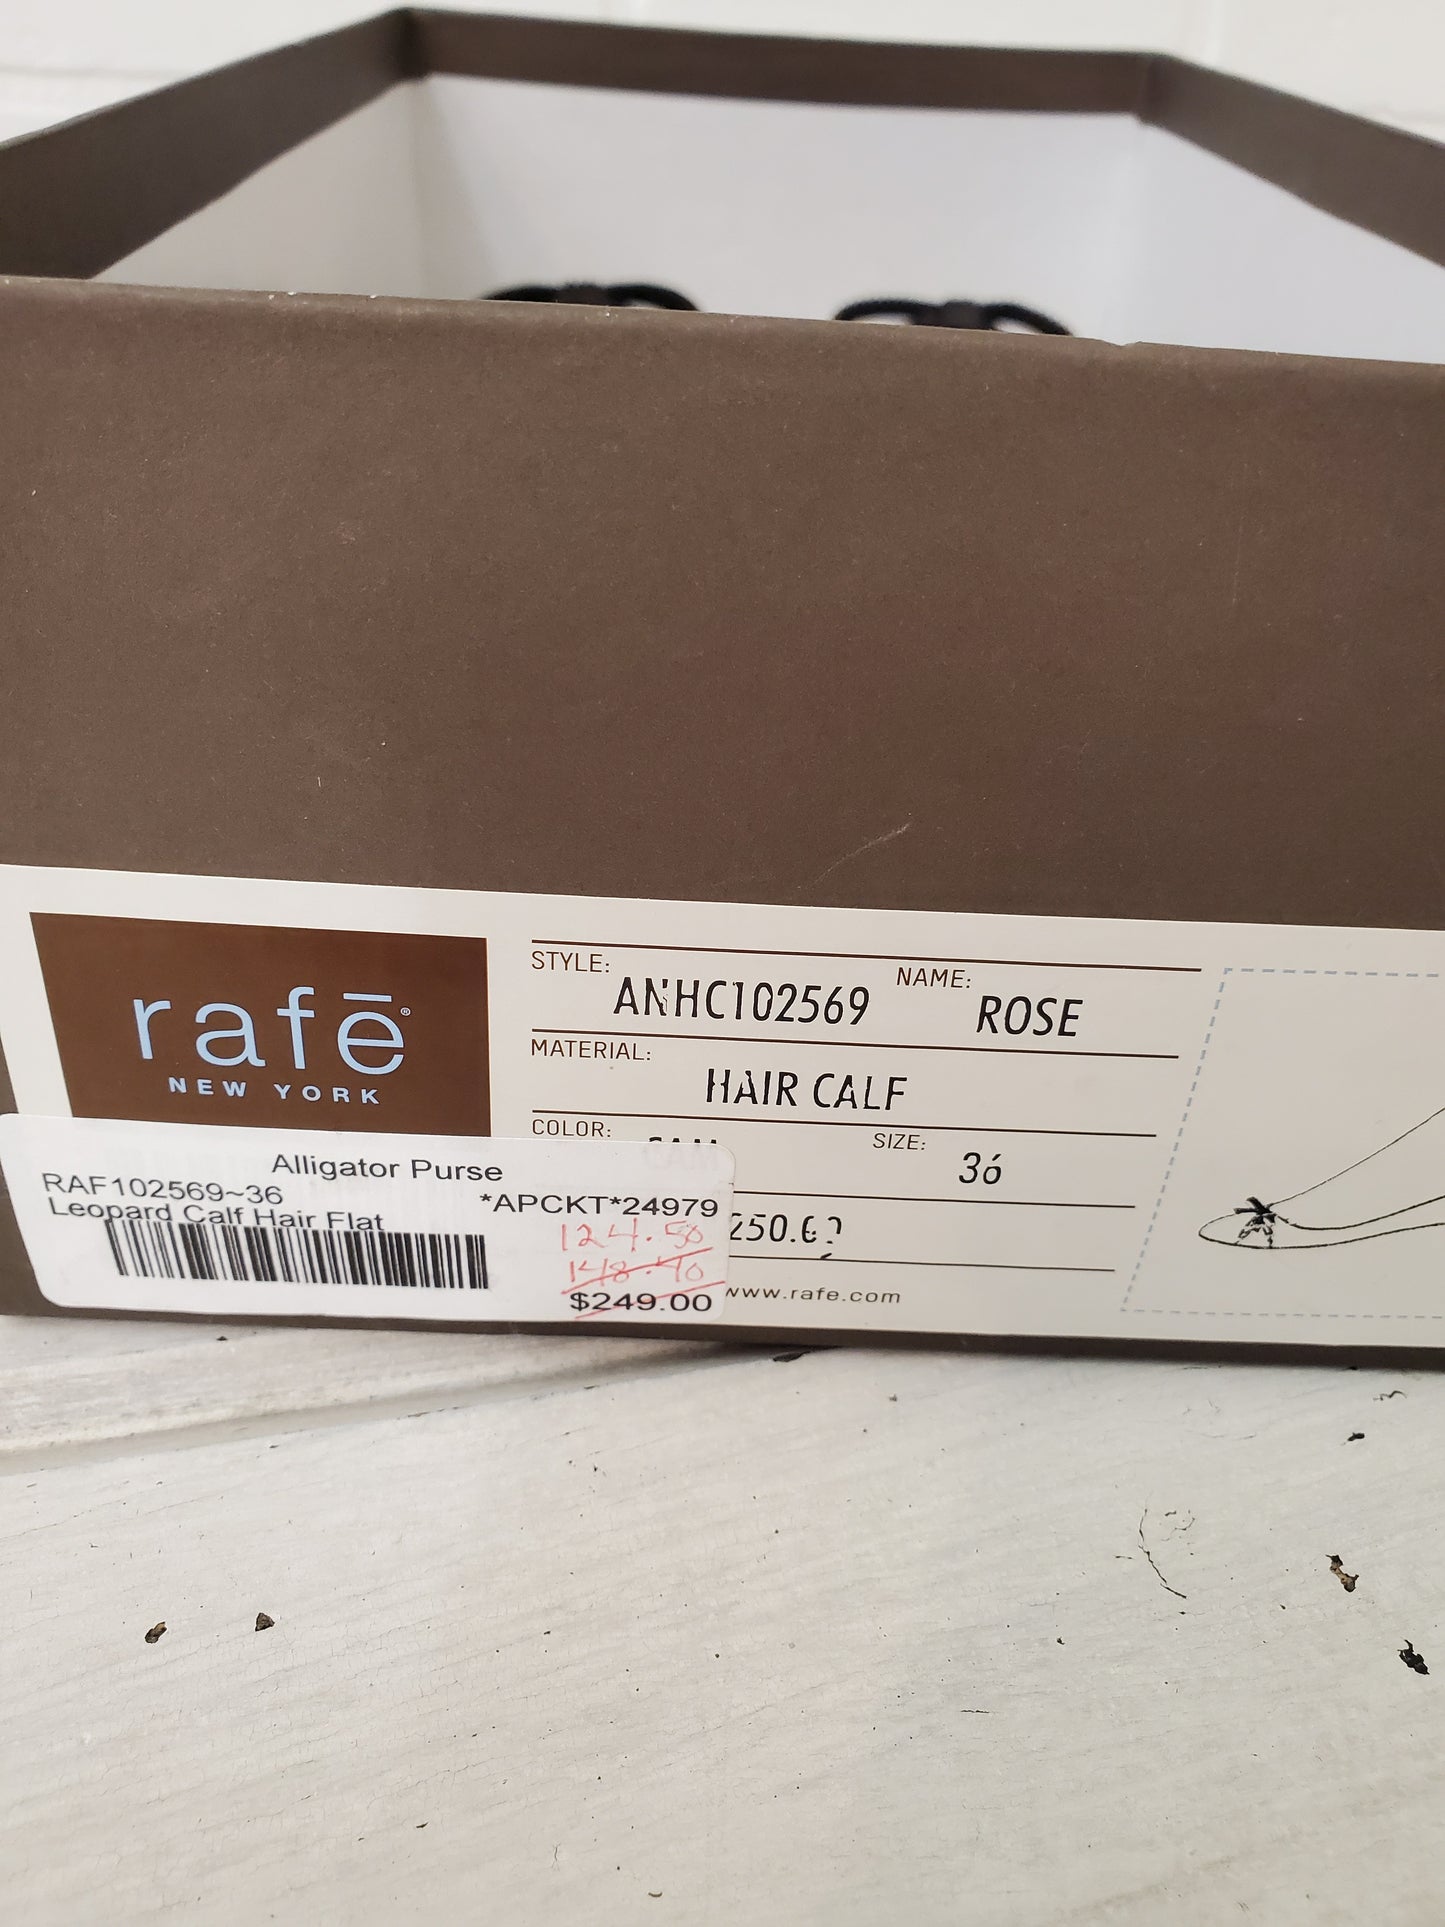 rafē®
NEW YORK
STYLE: ANHC102569 NAME: ROSE
MATERIAL: HAIR CALF
COLOR: CAM SIZE: 36
www.rafe.com
Alligator Purse
RAF102569~36
*APCKT*24979
Leopard Calf Hair Flat
124.50
148.40
$249.00